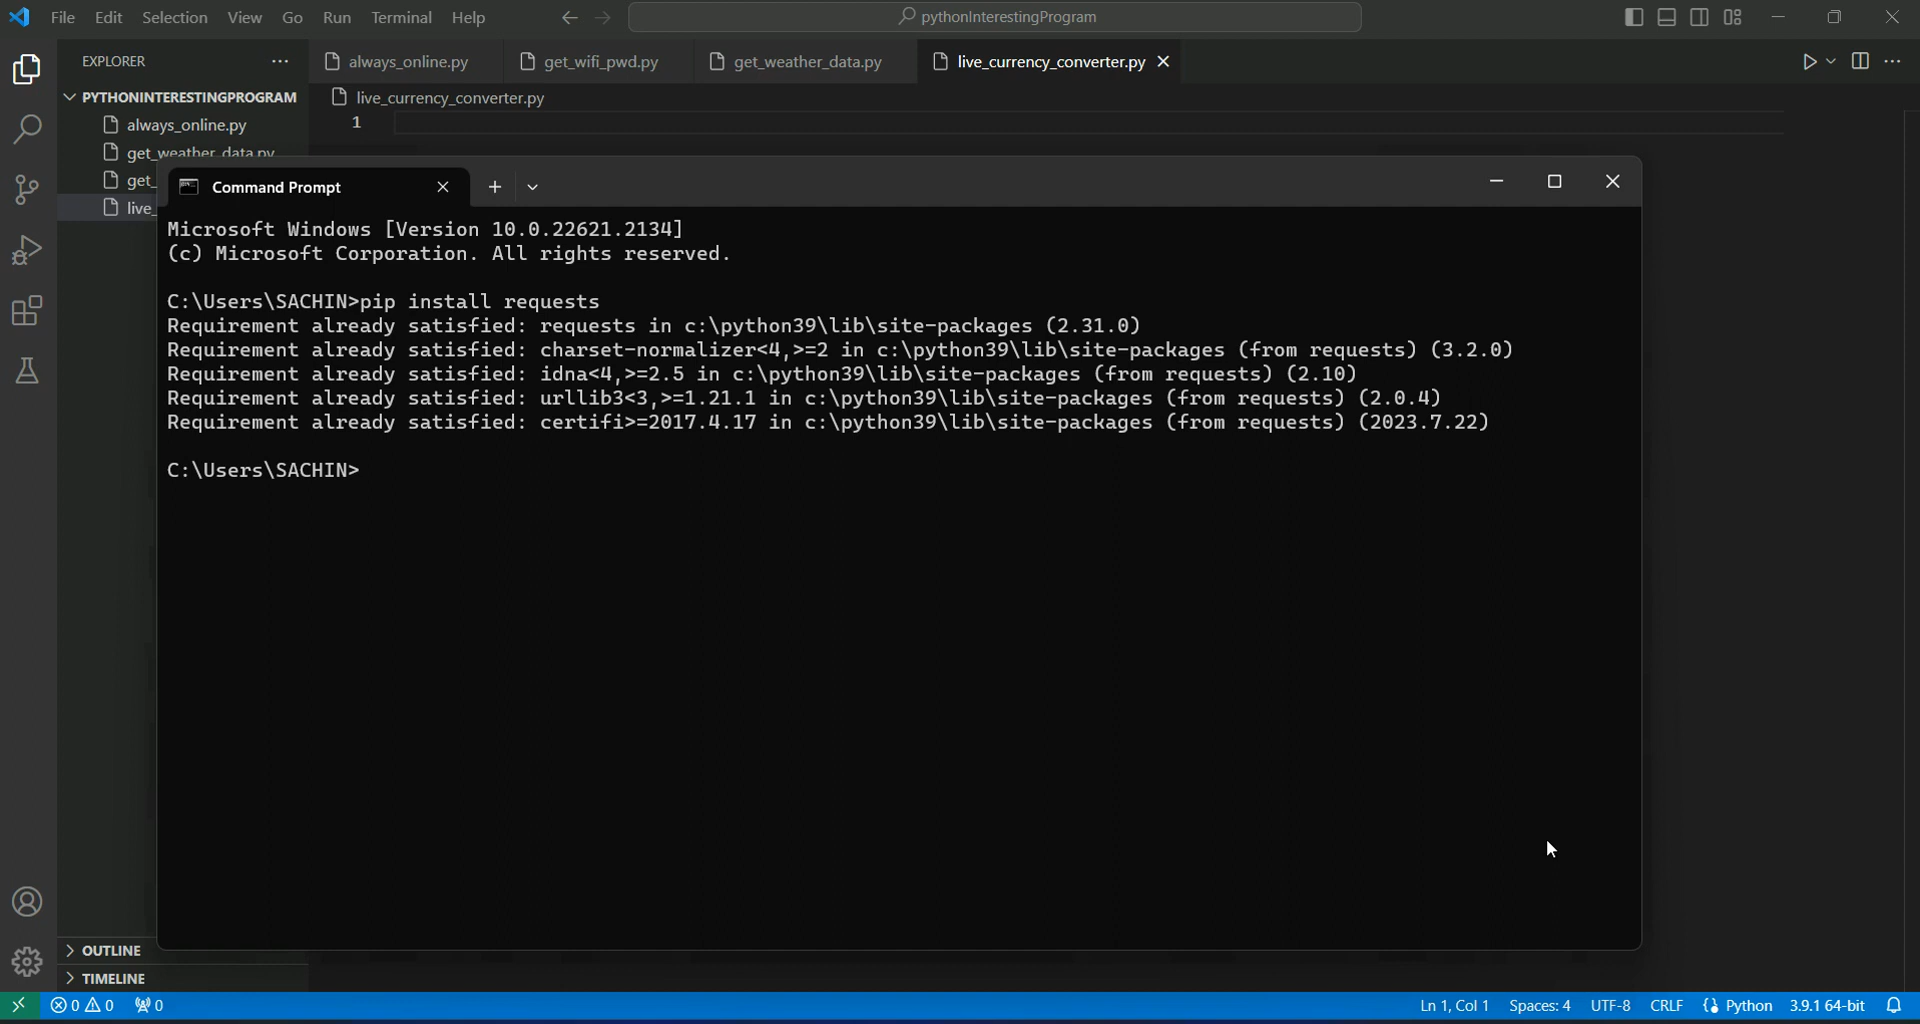 File Edit Selection View Go Run Terminal Help
pythonInterestingProgram
EXPLORER
always_online.py
get_wifi_pwd.py
get_weather_data.py
live_currency_converter.py
PYTHONINTERESTINGPROGRAM
live_currency_converter.py
always_online.py
1
get_weather_data.py
get_
live_
Command Prompt
Microsoft Windows [Version 10.0.22621.2134]
(c) Microsoft Corporation. All rights reserved.
C:\Users\SACHIN>pip install requests
Requirement already satisfied: requests in c:\python39\lib\site-packages (2.31.0)
Requirement already satisfied: charset-normalizer<4,>=2 in c:\python39\lib\site-packages (from requests) (3.2.0)
Requirement already satisfied: idna<4,>=2.5 in c:\python39\lib\site-packages (from requests) (2.10)
Requirement already satisfied: urllib3<3,>=1.21.1 in c:\python39\lib\site-packages (from requests) (2.0.4)
Requirement already satisfied: certifi>=2017.4.17 in c:\python39\lib\site-packages (from requests) (2023.7.22)
C:\Users\SACHIN>
OUTLINE
TIMELINE
0 0 0 Ln 1, Col 1 Spaces: 4 UTF-8 CRLF Python 3.9.1 64-bit